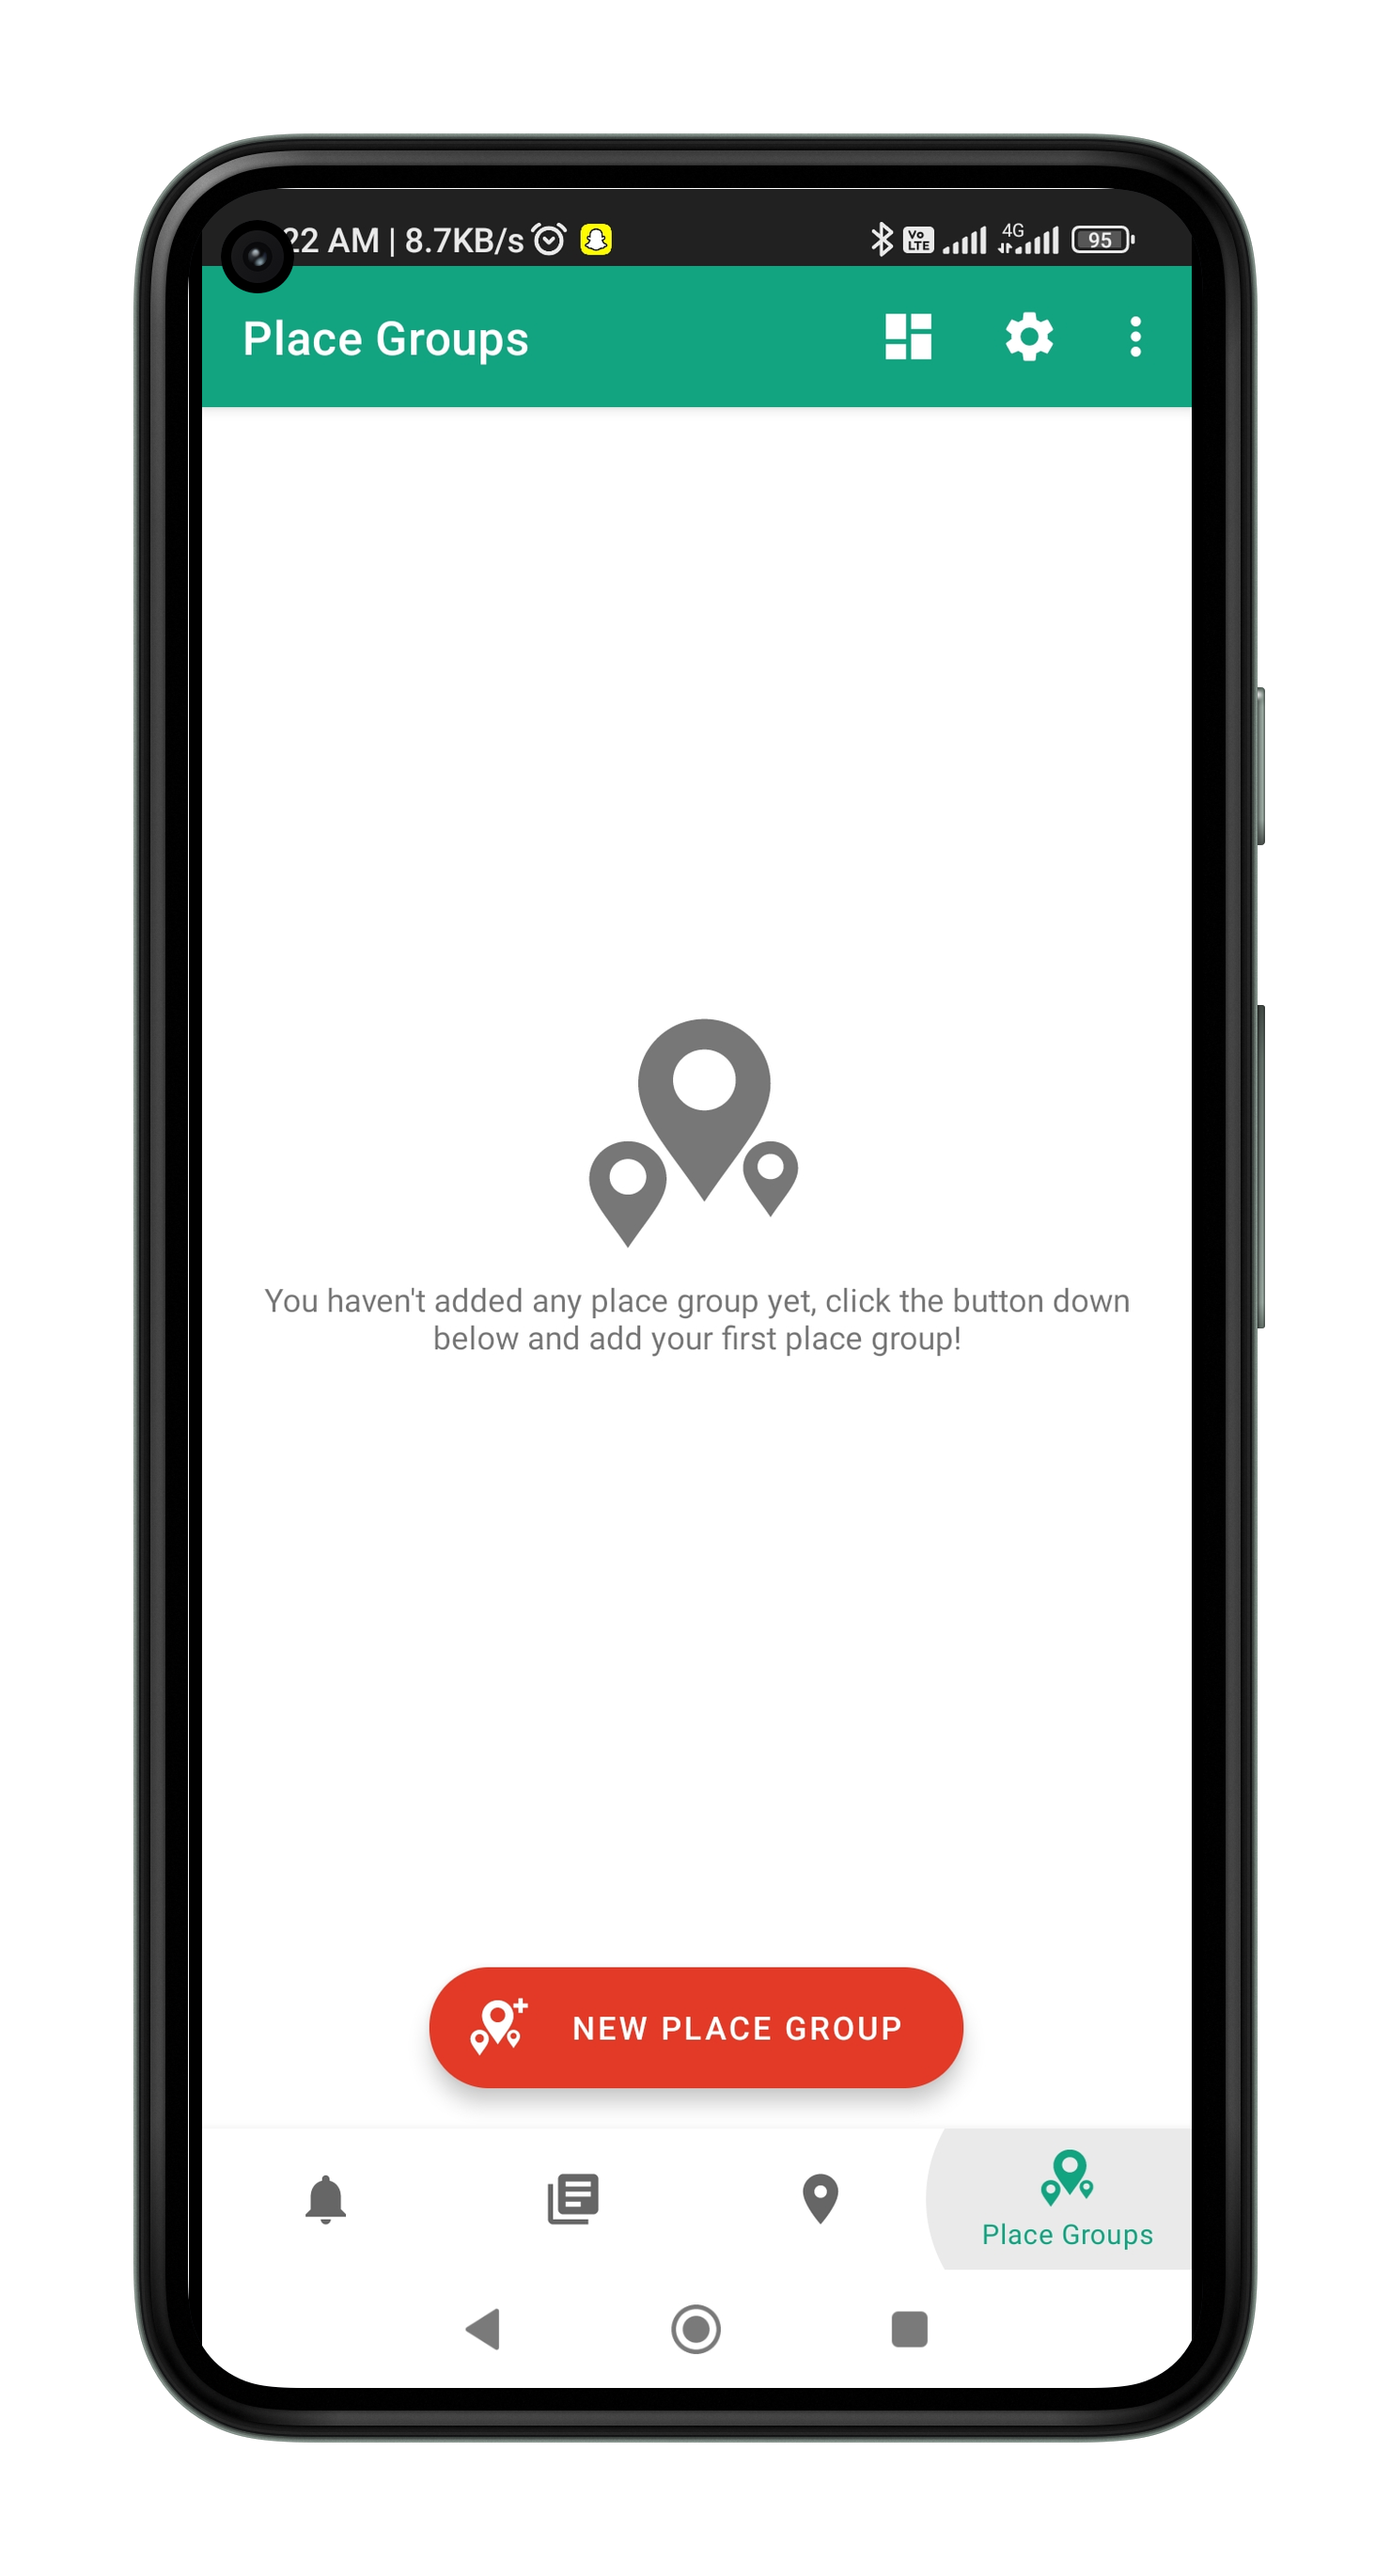 22 AM | 8.7KB/s Vo LTE 4G 95
Place Groups
You haven't added any place group yet, click the button down
below and add your first place group!
NEW PLACE GROUP
Place Groups